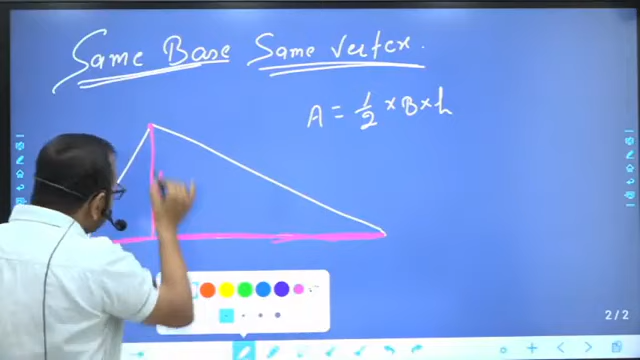 Same Base Same vertex.
A = 1/2 × B × h
2/2